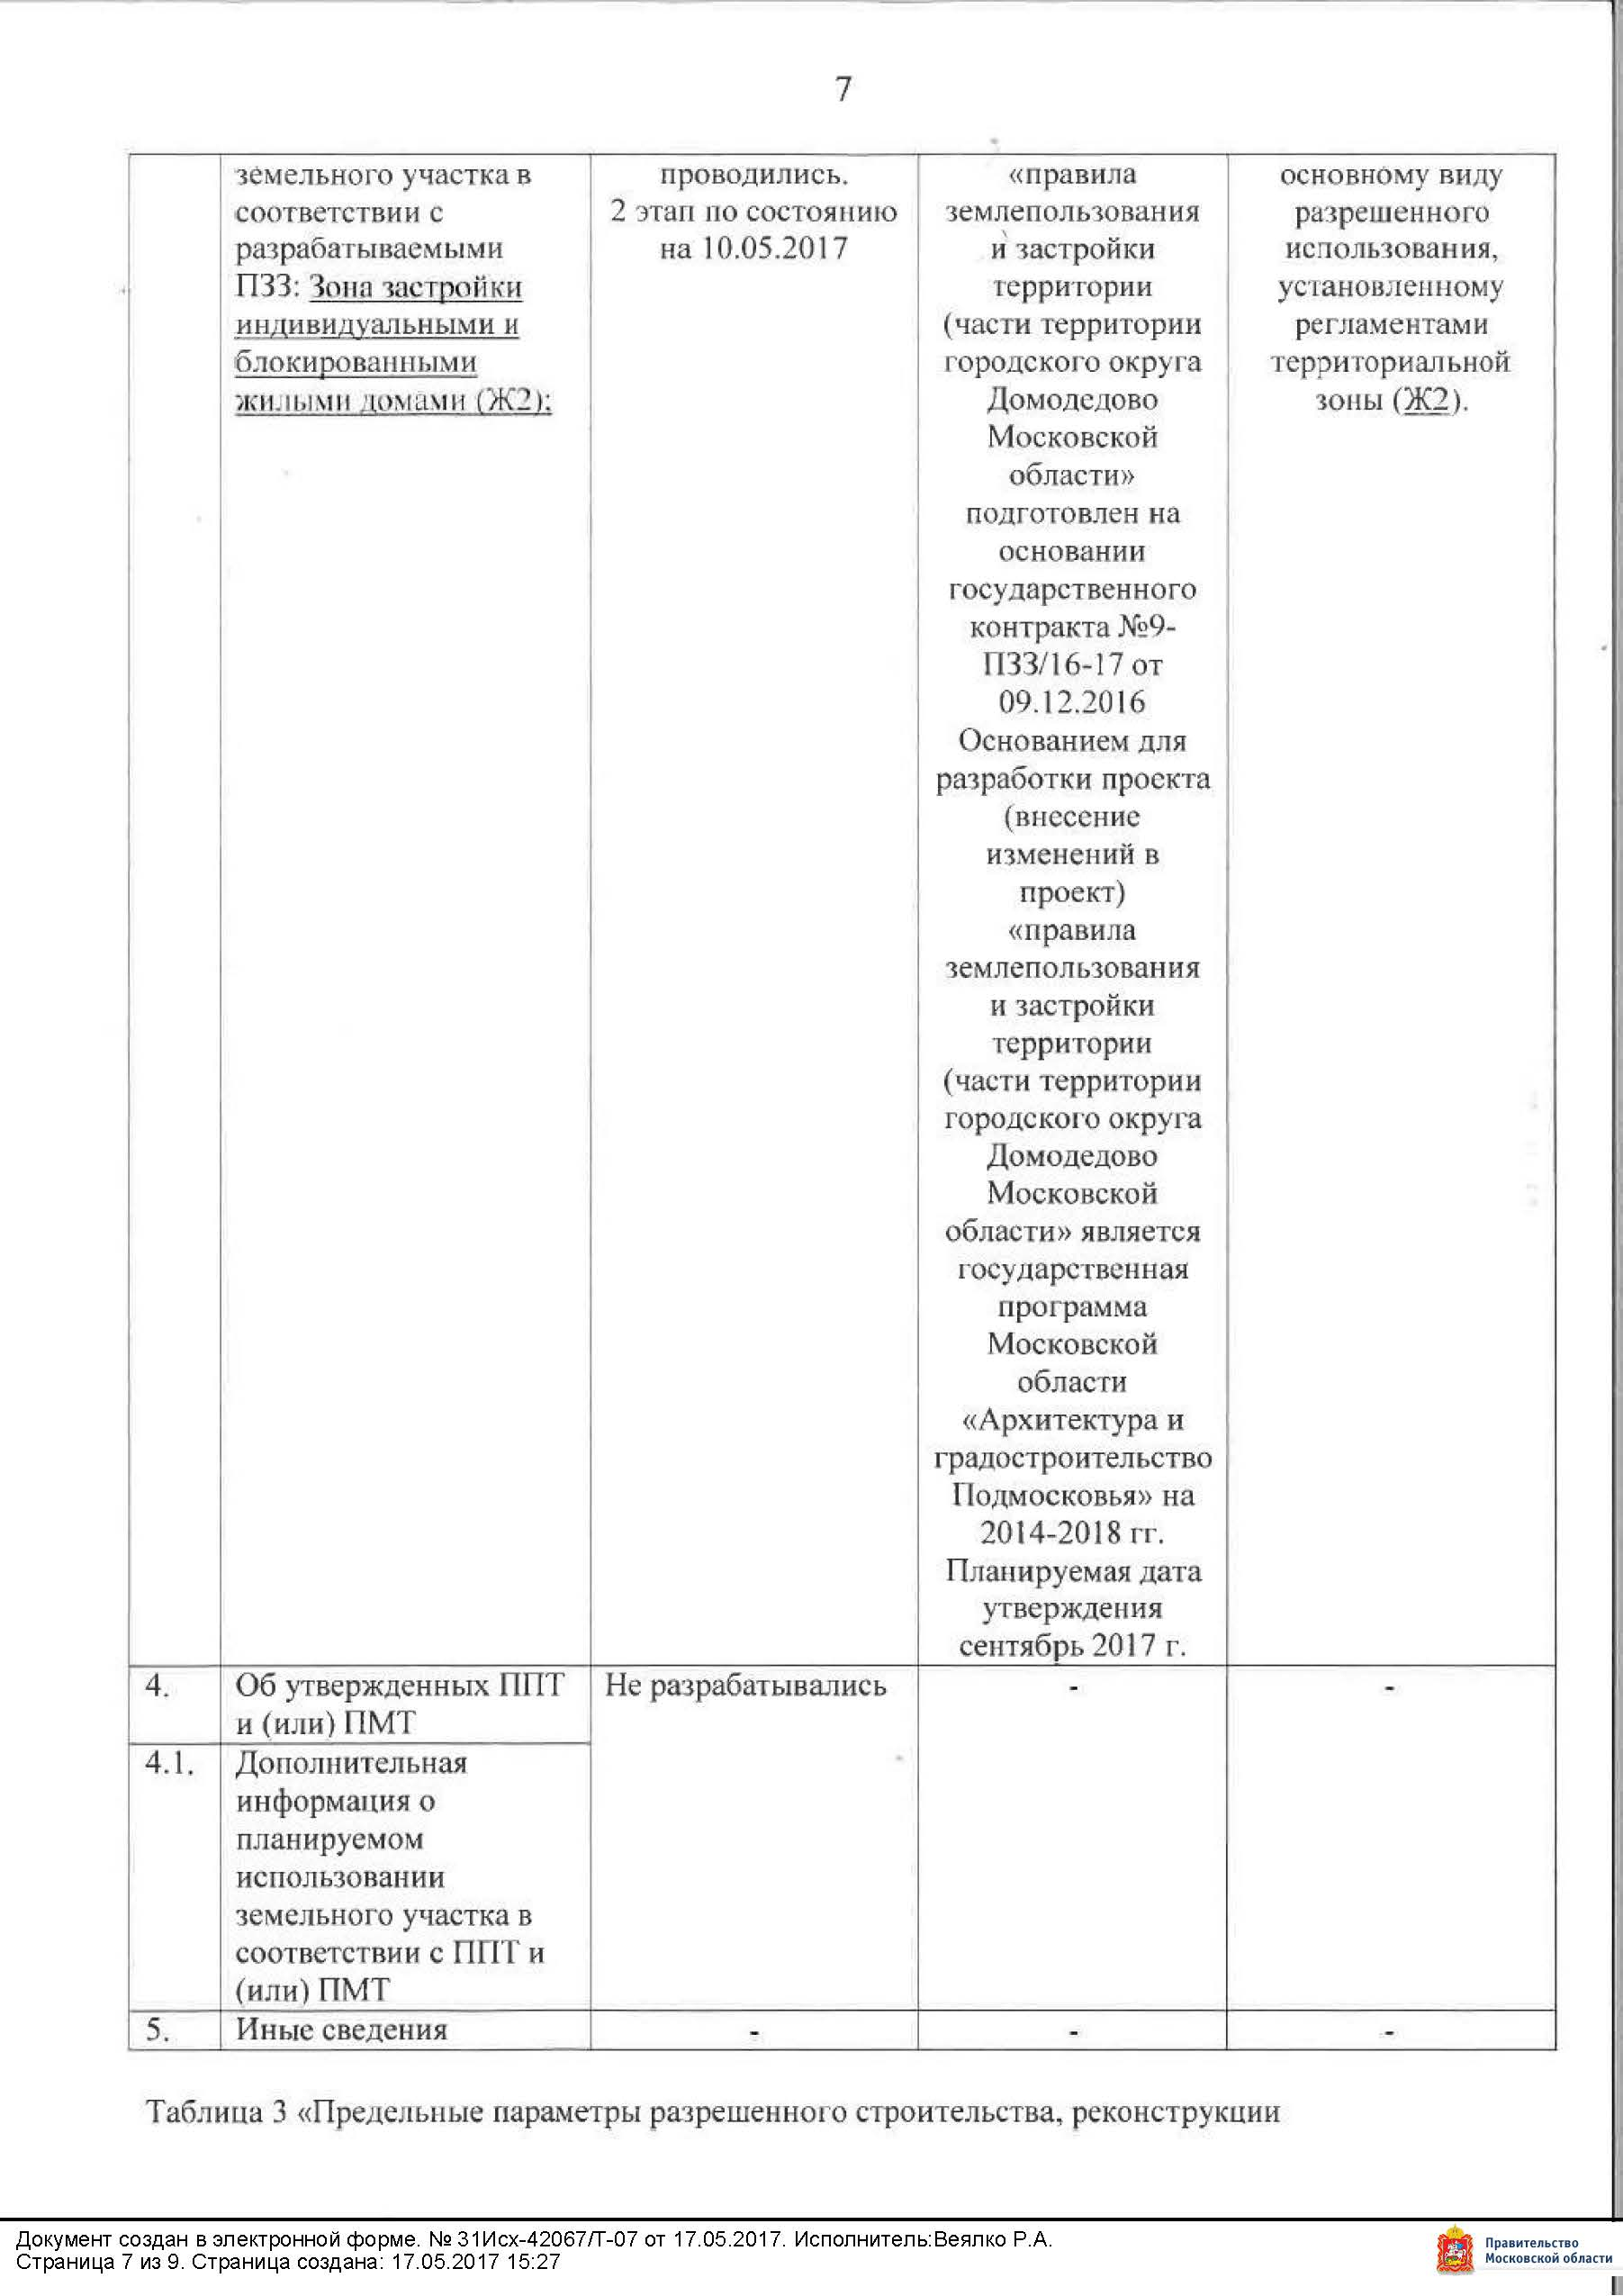 7
земельного участка в
соответствии с
разрабатываемыми
ПЗЗ: Зона застройки
индивидуальными и
блокированными
жилыми домами (Ж2);
проводились.
2 этап по состоянию
на 10.05.2017
«правила
землепользования
и застройки
территории
(части территории
городского округа
Домодедово
Московской
области»
подготовлен на
основании
государственного
контракта №9-
ПЗЗ/16-17 от
09.12.2016
Основанием для
разработки проекта
(внесение
изменений в
проект)
«правила
землепользования
и застройки
территории
(части территории
городского округа
Домодедово
Московской
области» является
государственная
программа
Московской
области
«Архитектура и
градостроительство
Подмосковья» на
2014-2018 гг.
Планируемая дата
утверждения
сентябрь 2017 г.
основному виду
разрешенного
использования,
установленному
регламентами
территориальной
зоны (Ж2).
4.
Об утвержденных ППТ
и (или) ПМТ
Не разрабатывались
-
-
4.1.
Дополнительная
информация о
планируемом
использовании
земельного участка в
соответствии с ППТ и
(или) ПМТ
5.
Иные сведения
-
-
-
Таблица 3 «Предельные параметры разрешенного строительства, реконструкции
Документ создан в электронной форме. № 31Исх-42067/Т-07 от 17.05.2017. Исполнитель:Веялко Р.А.
Страница 7 из 9. Страница создана: 17.05.2017 15:27
Правительство
Московской области